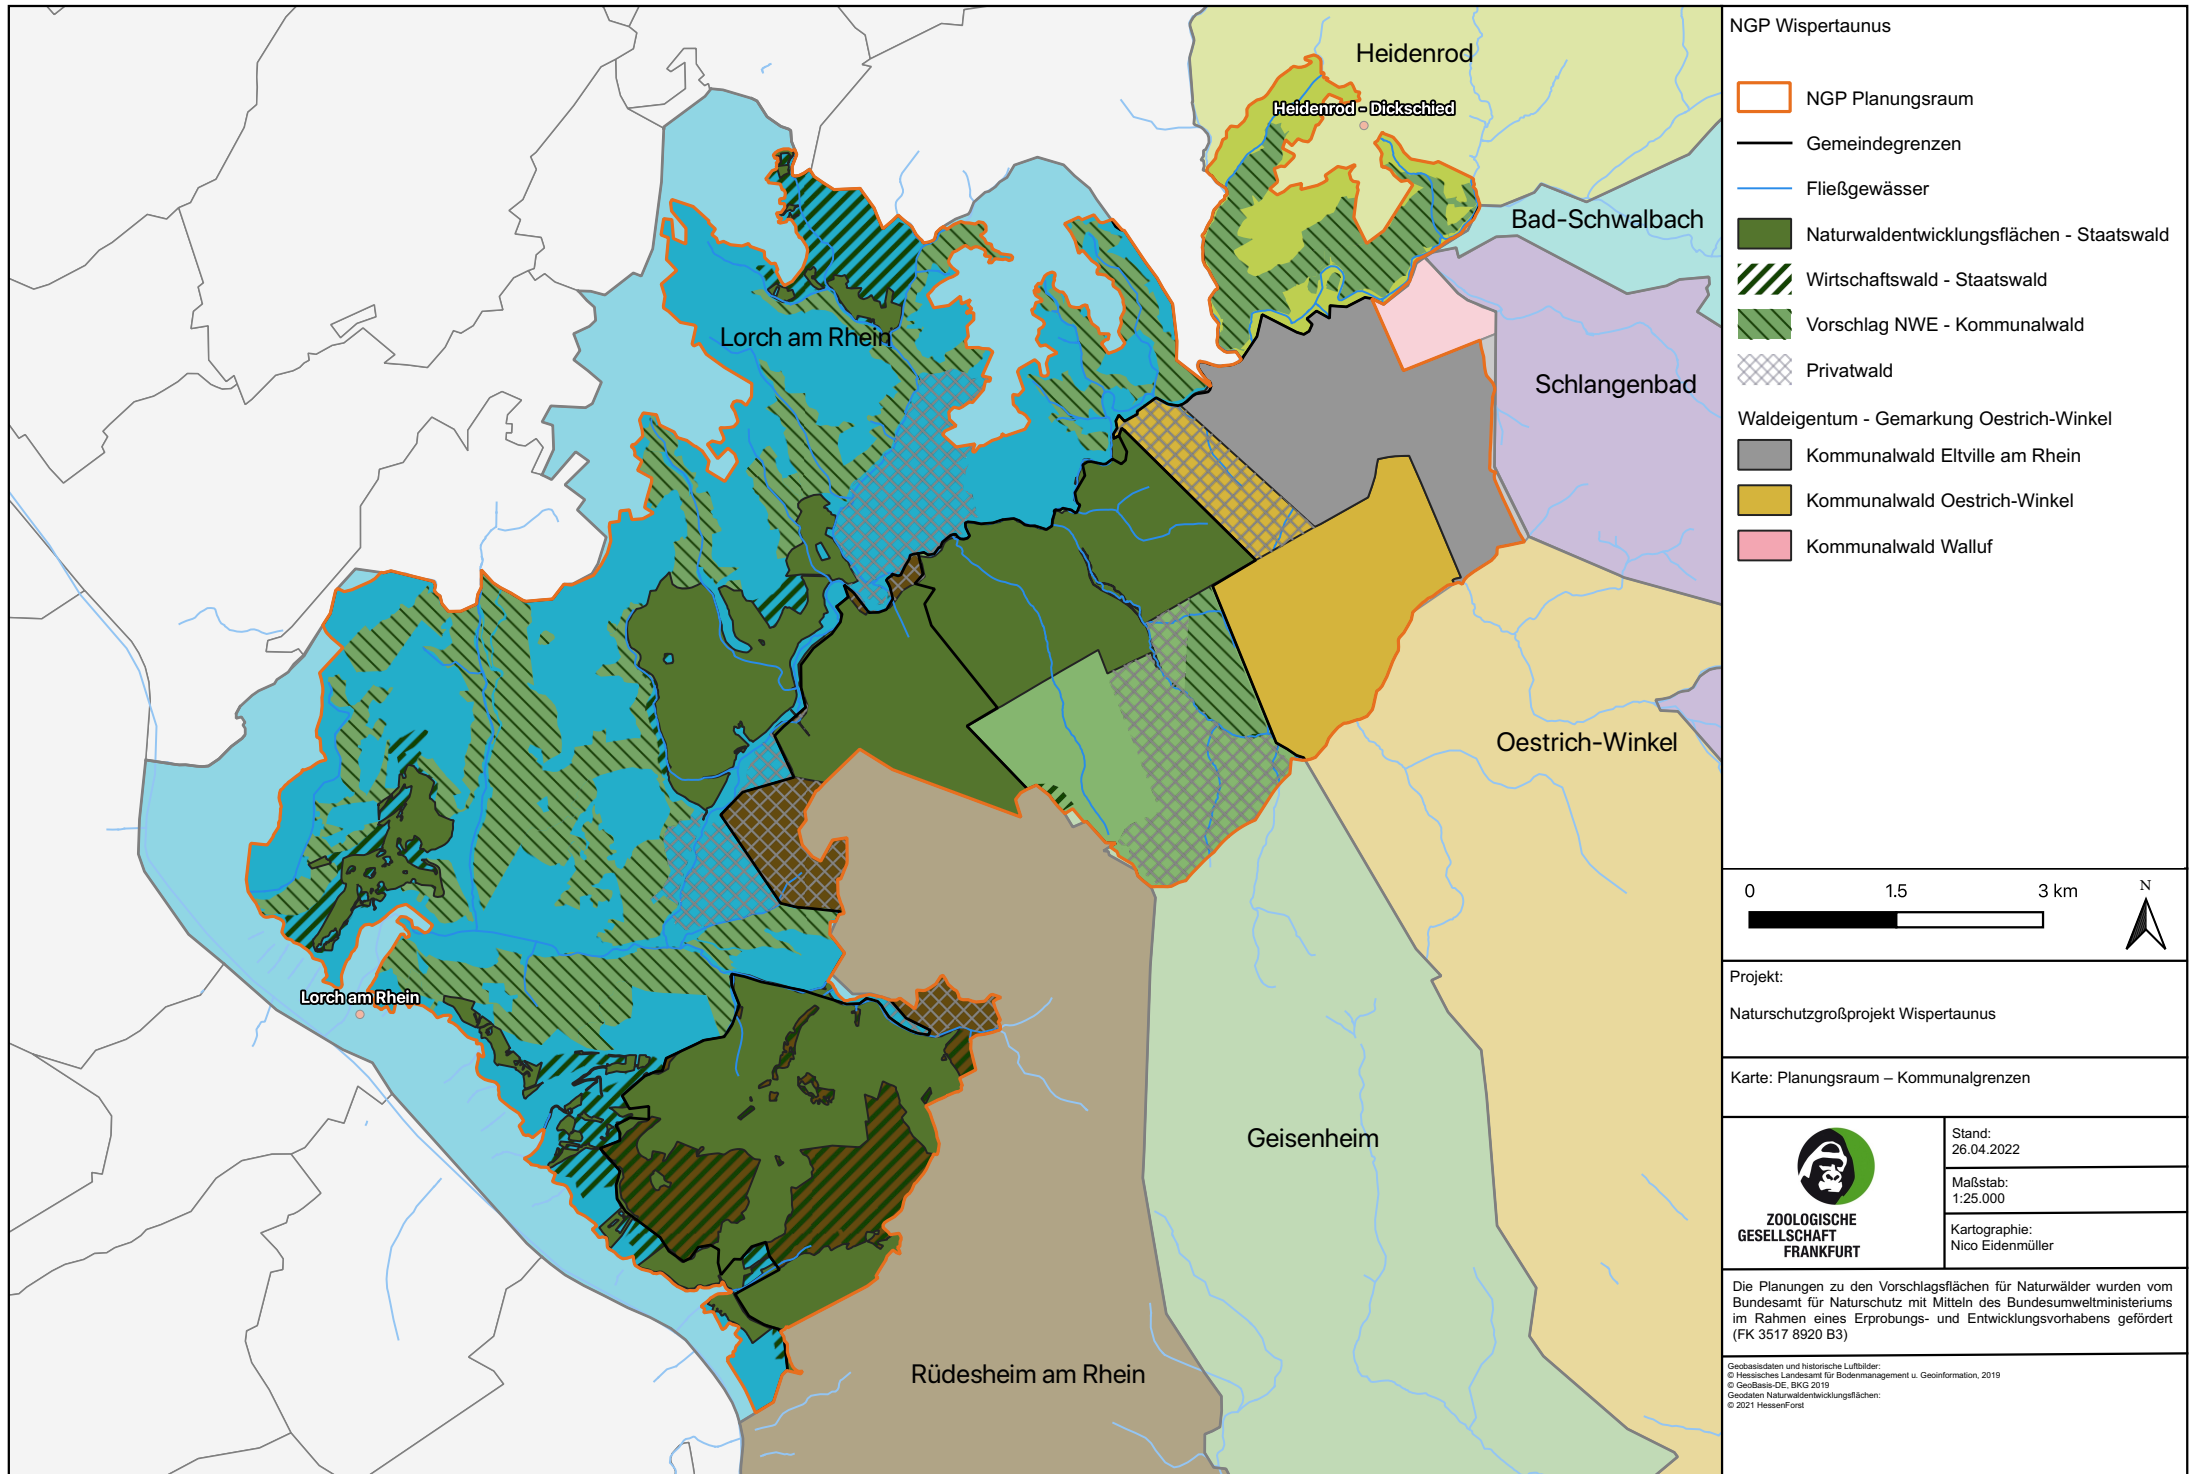 Heidenrod
Heidenrod - Dickschied
Bad-Schwalbach
Lorch am Rhein
Schlangenbad
Oestrich-Winkel
Lorch am Rhein
Geisenheim
Rüdesheim am Rhein
NGP Wispertaunus
NGP Planungsraum
Gemeindegrenzen
Fließgewässer
Naturwaldentwicklungsflächen - Staatswald
Wirtschaftswald - Staatswald
Vorschlag NWE - Kommunalwald
Privatwald
Waldeigentum - Gemarkung Oestrich-Winkel
Kommunalwald Eltville am Rhein
Kommunalwald Oestrich-Winkel
Kommunalwald Walluf
0 1.5 3 km
N
Projekt:
Naturschutzgroßprojekt Wispertaunus
Karte: Planungsraum – Kommunalgrenzen
ZOOLOGISCHE
GESELLSCHAFT
FRANKFURT
Stand:
26.04.2022
Maßstab:
1:25.000
Kartographie:
Nico Eidenmüller
Die Planungen zu den Vorschlagsflächen für Naturwälder wurden vom
Bundesamt für Naturschutz mit Mitteln des Bundesumweltministeriums
im Rahmen eines Erprobungs- und Entwicklungsvorhabens gefördert
(FK 3517 8920 B3)
Geobasisdaten und historische Luftbilder:
© Hessisches Landesamt für Bodenmanagement u. Geoinformation, 2019
© GeoBasis-DE, BKG 2019
Geodaten Naturwaldentwicklungsflächen:
© 2021 HessenForst